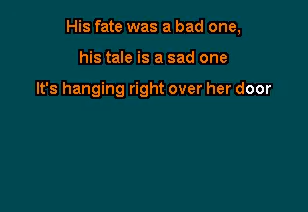 His fate was a bad one,
his tale is a sad one
It's hanging right over her door